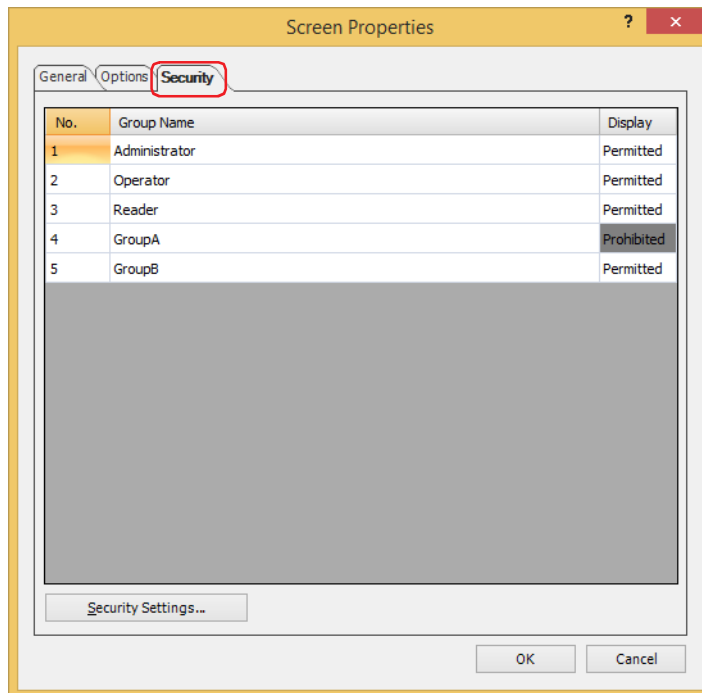 Screen Properties ? ×
General Options Security
No. Group Name Display
1 Administrator Permitted
2 Operator Permitted
3 Reader Permitted
4 GroupA Prohibited
5 GroupB Permitted
Security Settings...
OK Cancel